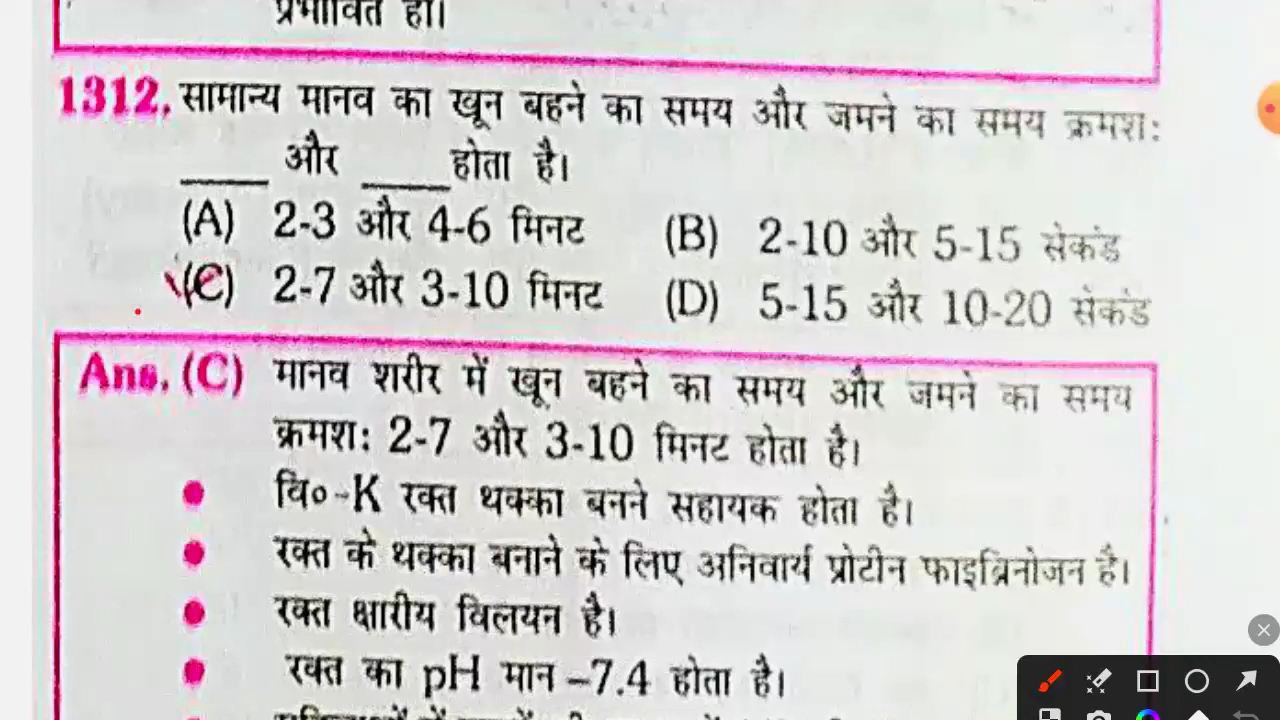 प्रभावित हो।
1312. सामान्य मानव का खून बहने का समय और जमने का समय क्रमशः
____ और ____ होता है।
(A) 2-3 और 4-6 मिनट (B) 2-10 और 5-15 सेकंड
(C) 2-7 और 3-10 मिनट (D) 5-15 और 10-20 सेकंड
Ans. (C) मानव शरीर में खून बहने का समय और जमने का समय
क्रमशः 2-7 और 3-10 मिनट होता है।
वि०-K रक्त थक्का बनने सहायक होता है।
रक्त के थक्का बनाने के लिए अनिवार्य प्रोटीन फाइब्रिनोजन है।
रक्त क्षारीय विलयन है।
रक्त का pH मान –7.4 होता है।